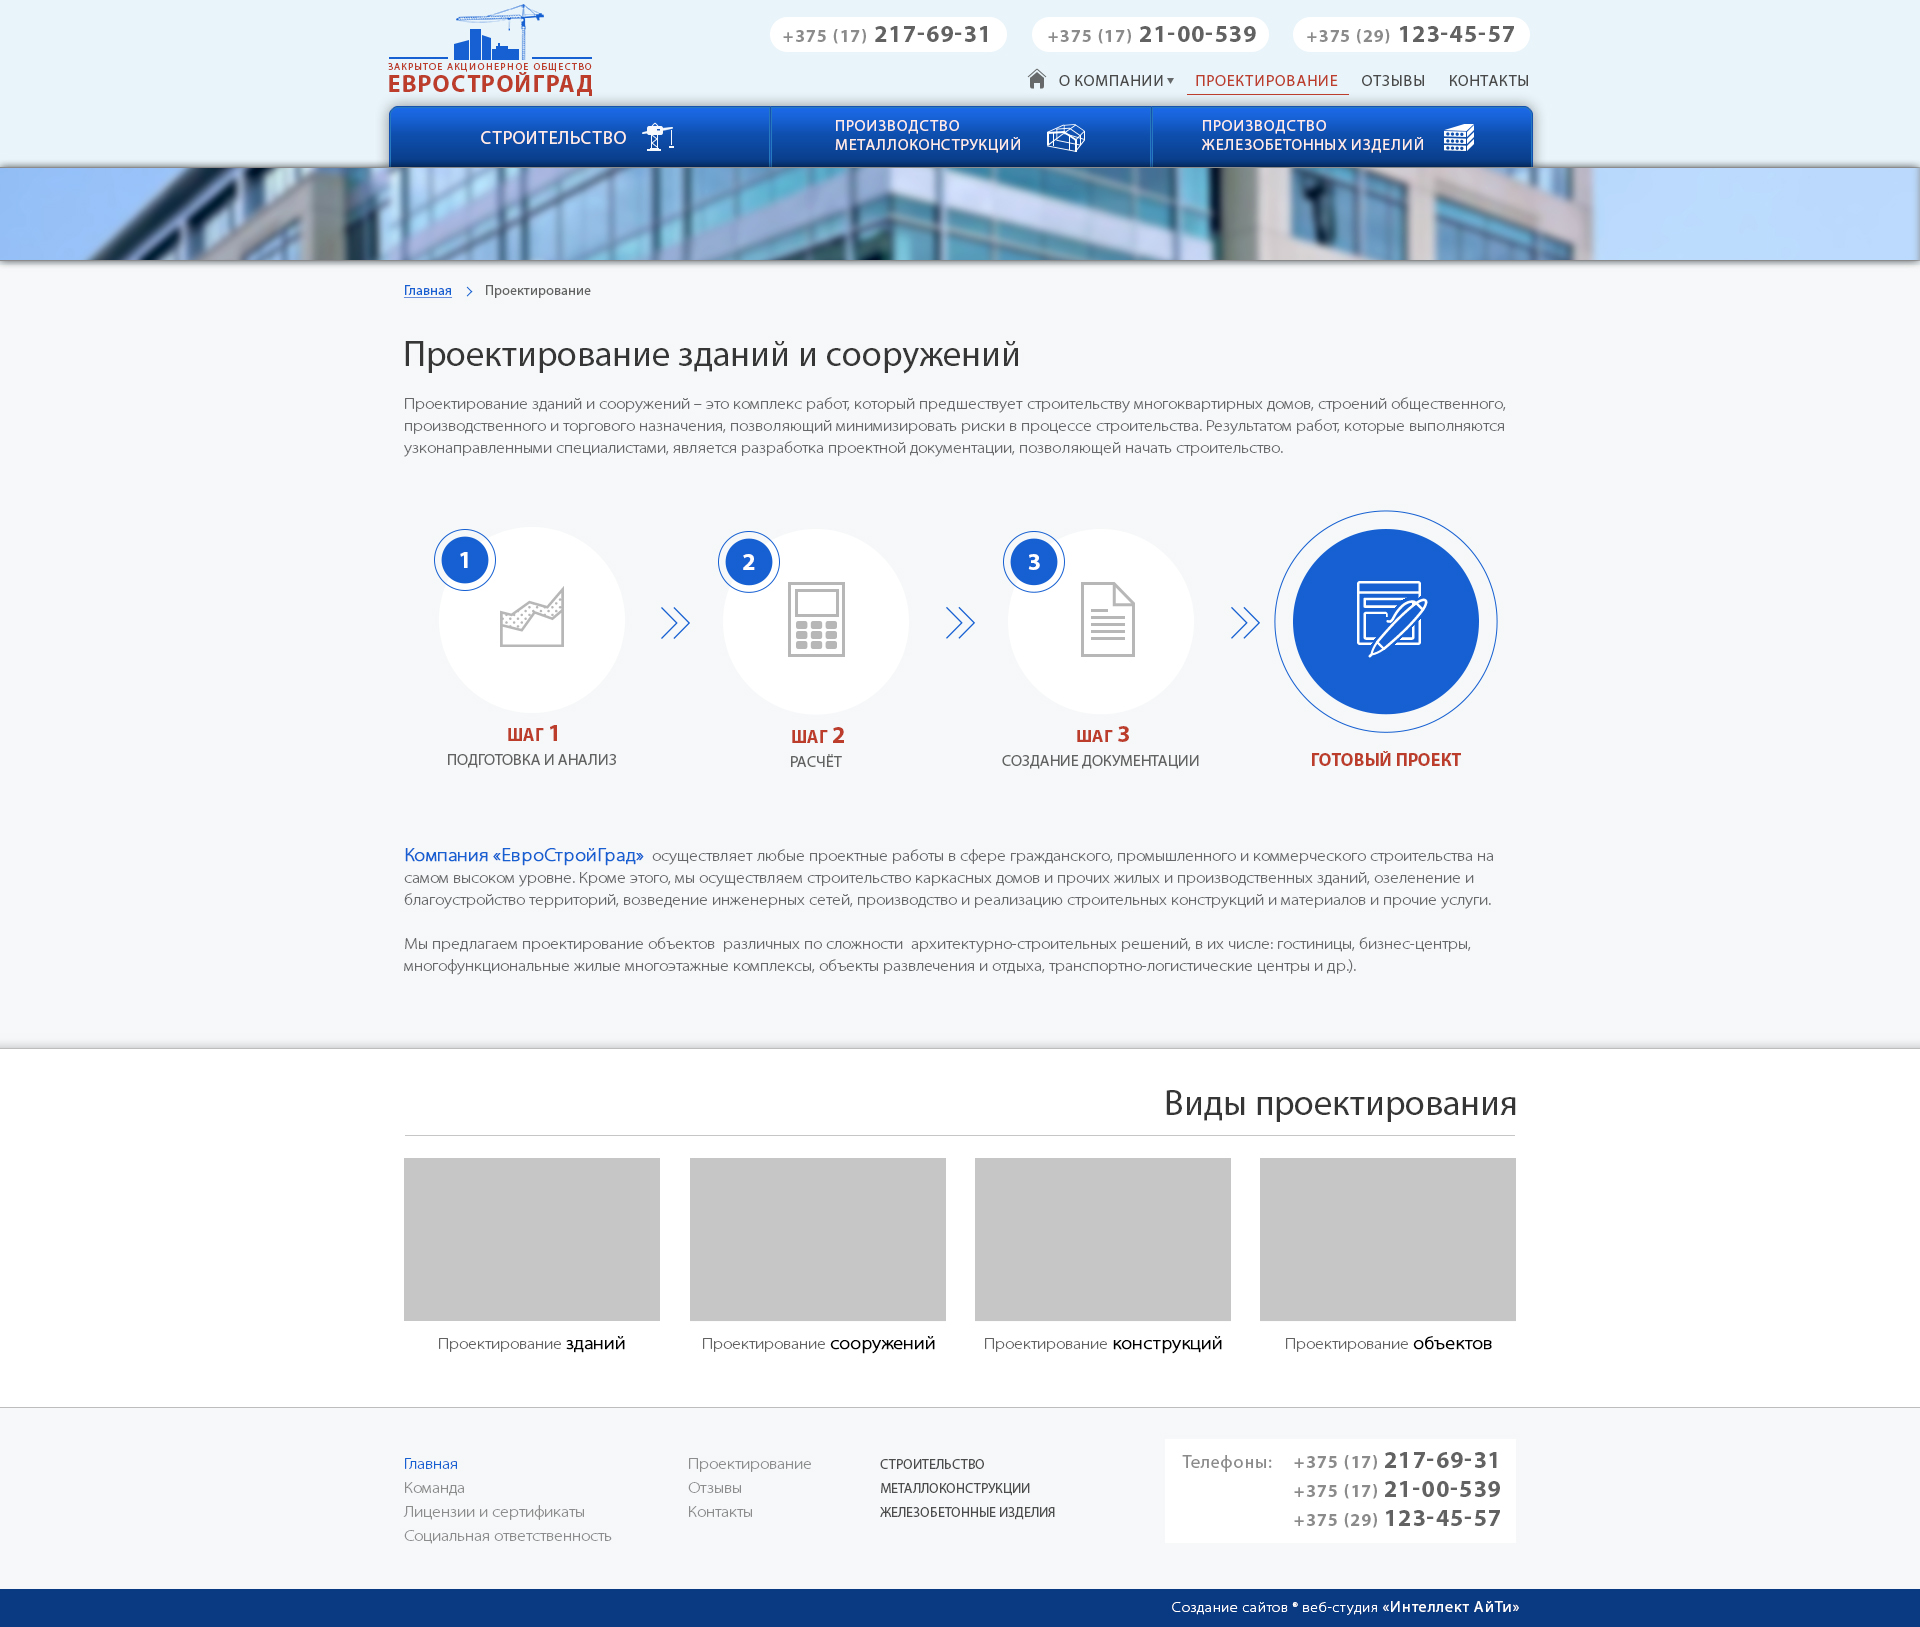 ЗАКРЫТОЕ АКЦИОНЕРНОЕ ОБЩЕСТВО
ЕВРОСТРОЙГРАД
+375 (17) 217-69-31
+375 (17) 21-00-539
+375 (29) 123-45-57
О КОМПАНИИ
ПРОЕКТИРОВАНИЕ
ОТЗЫВЫ
КОНТАКТЫ
СТРОИТЕЛЬСТВО
ПРОИЗВОДСТВО
МЕТАЛЛОКОНСТРУКЦИЙ
ПРОИЗВОДСТВО
ЖЕЛЕЗОБЕТОННЫХ ИЗДЕЛИЙ
Главная
Проектирование
Проектирование зданий и сооружений
Проектирование зданий и сооружений – это комплекс работ, который предшествует строительству многоквартирных домов, строений общественного,
производственного и торгового назначения, позволяющий минимизировать риски в процессе строительства. Результатом работ, которые выполняются
узконаправленными специалистами, является разработка проектной документации, позволяющей начать строительство.
1
2
3
ШАГ 1
ПОДГОТОВКА И АНАЛИЗ
ШАГ 2
РАСЧЁТ
ШАГ 3
СОЗДАНИЕ ДОКУМЕНТАЦИИ
ГОТОВЫЙ ПРОЕКТ
Компания «ЕвроСтройГрад» осуществляет любые проектные работы в сфере гражданского, промышленного и коммерческого строительства на
самом высоком уровне. Кроме этого, мы осуществляем строительство каркасных домов и прочих жилых и производственных зданий, озеленение и
благоустройство территорий, возведение инженерных сетей, производство и реализацию строительных конструкций и материалов и прочие услуги.
Мы предлагаем проектирование объектов различных по сложности архитектурно-строительных решений, в их числе: гостиницы, бизнес-центры,
многофункциональные жилые многоэтажные комплексы, объекты развлечения и отдыха, транспортно-логистические центры и др.).
Виды проектирования
Проектирование зданий
Проектирование сооружений
Проектирование конструкций
Проектирование объектов
Главная
Команда
Лицензии и сертификаты
Социальная ответственность
Проектирование
Отзывы
Контакты
СТРОИТЕЛЬСТВО
МЕТАЛЛОКОНСТРУКЦИИ
ЖЕЛЕЗОБЕТОННЫЕ ИЗДЕЛИЯ
Телефоны: +375 (17) 217-69-31
+375 (17) 21-00-539
+375 (29) 123-45-57
Создание сайтов ® веб-студия «Интеллект АйТи»